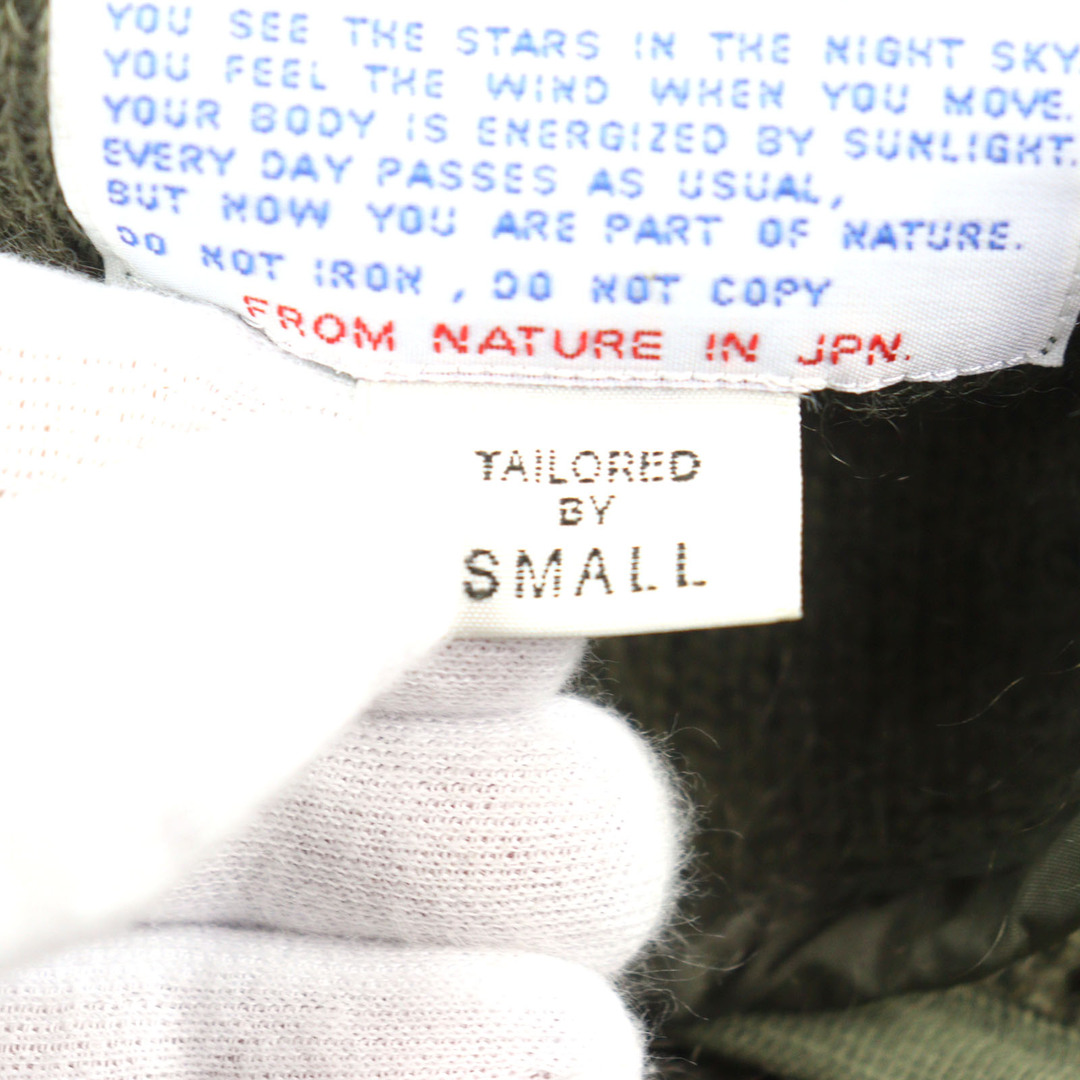 YOU SEE THE STARS IN THE NIGHT SKY.
YOU FEEL THE WIND WHEN YOU MOVE.
YOUR BODY IS ENERGIZED BY SUNLIGHT.
EVERY DAY PASSES AS USUAL,
BUT NOW YOU ARE PART OF NATURE.
DO NOT IRON , DO NOT COPY
FROM NATURE IN JPN.
TAILORED
BY
SMALL